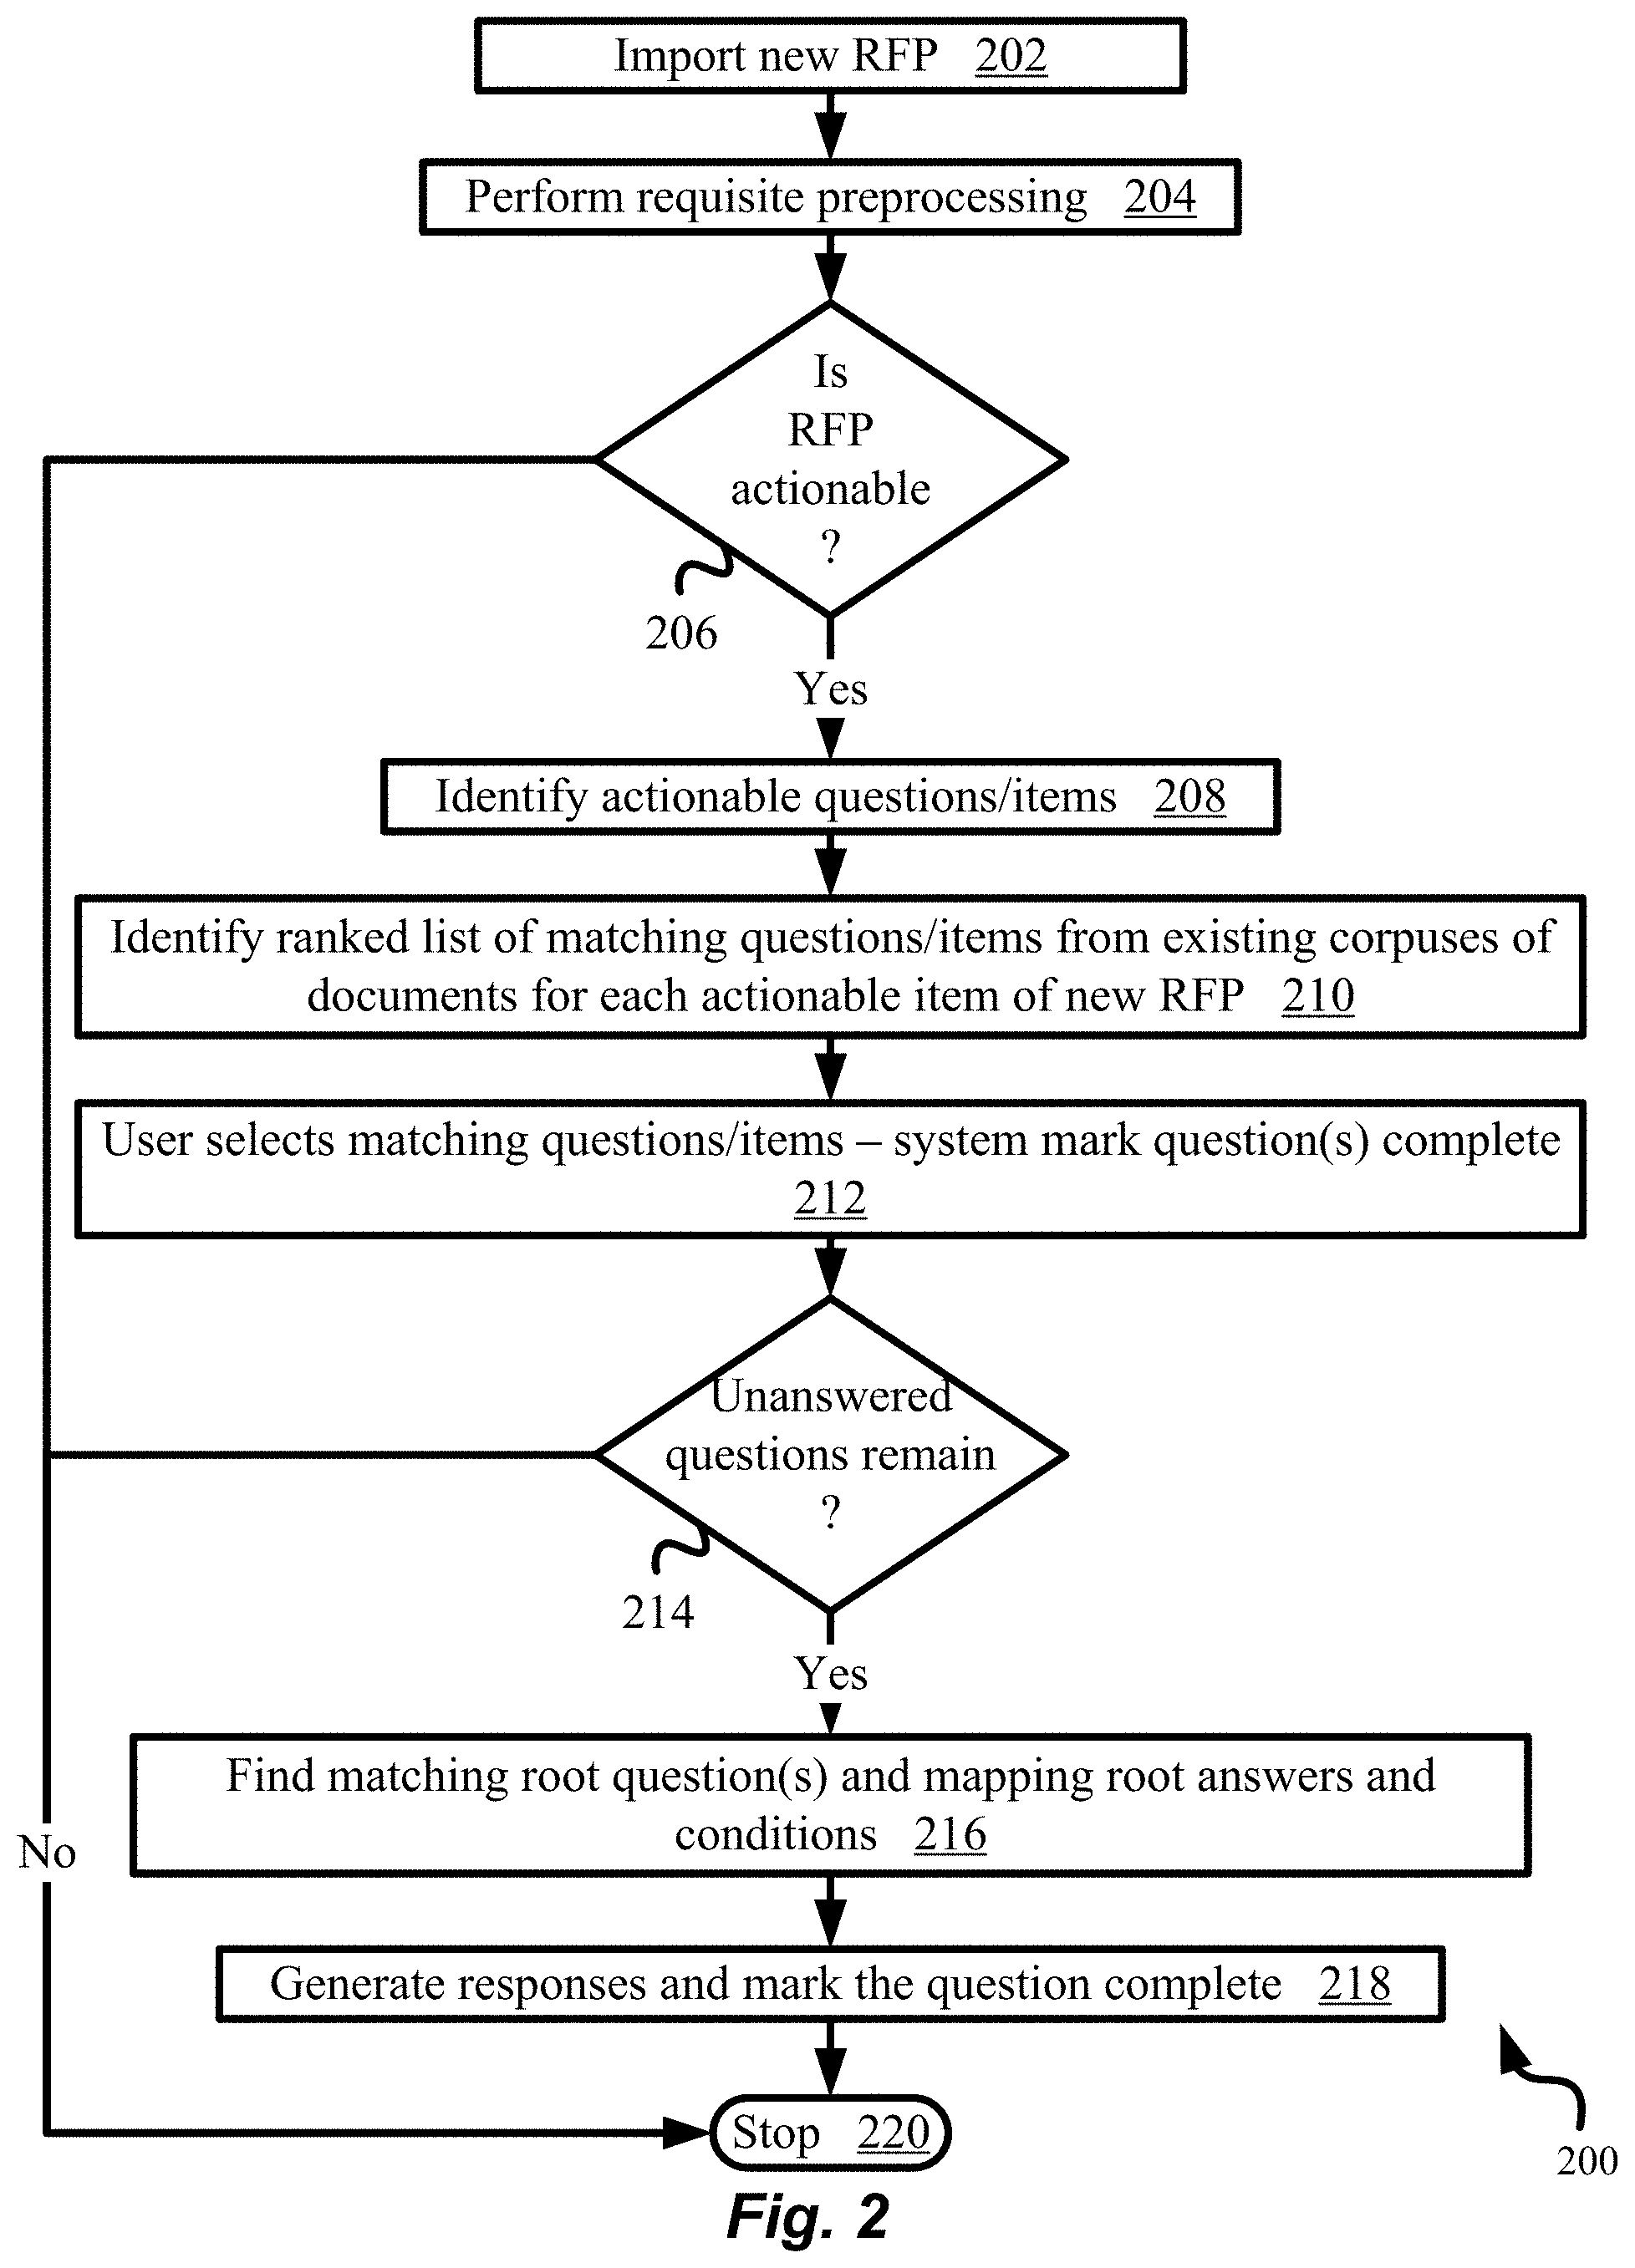 Import new RFP 202
Perform requisite preprocessing 204
Is
RFP
actionable
?
206
Yes
Identify actionable questions/items 208
Identify ranked list of matching questions/items from existing corpuses of
documents for each actionable item of new RFP 210
User selects matching questions/items – system mark question(s) complete
212
Unanswered
questions remain
?
214
Yes
Find matching root question(s) and mapping root answers and
conditions 216
No
Generate responses and mark the question complete 218
Stop 220
200
Fig. 2